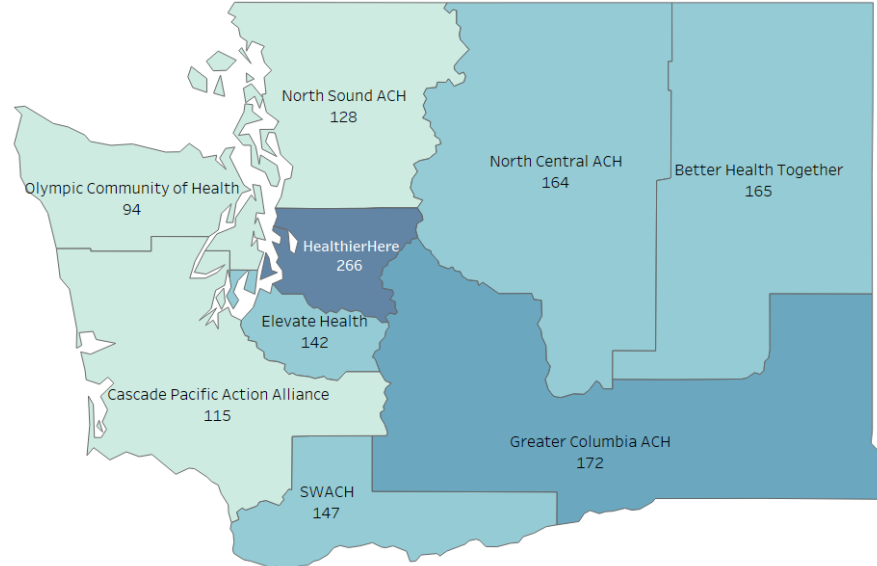 North Sound ACH
128
North Central ACH
164
Better Health Together
165
Olympic Community of Health
94
HealthierHere
266
Elevate Health
142
Cascade Pacific Action Alliance
115
Greater Columbia ACH
172
SWACH
147